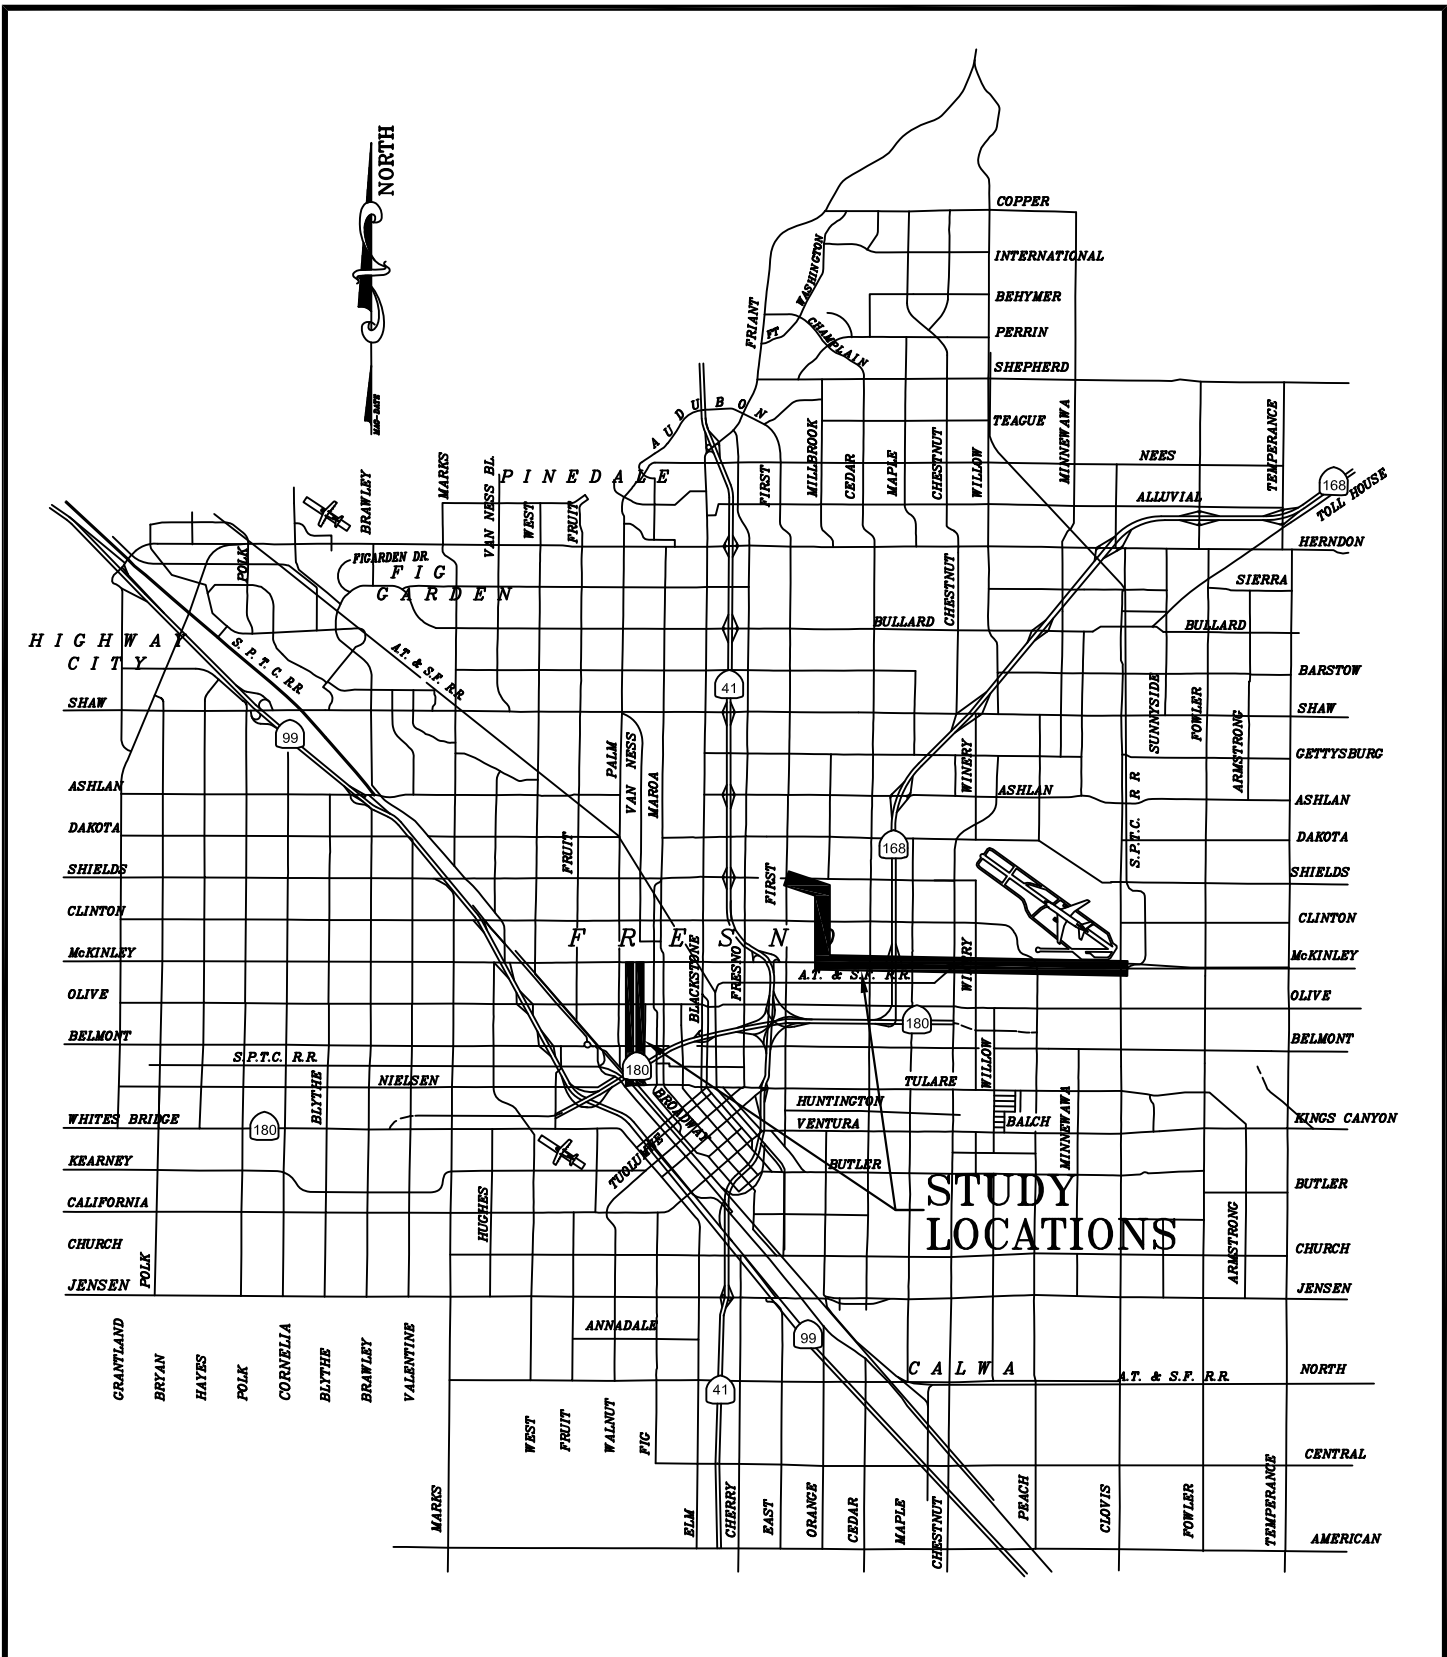 NORTH
MAG-DATE
COPPER
WASHINGTON
INTERNATIONAL
BEHYMER
FRIANT
FT
CHAMPLAIN
PERRIN
SHEPHERD
AUDUBON
TEAGUE
MILLBROOK
CEDAR
MAPLE
CHESTNUT
WILLOW
MINNEWAWA
TEMPERANCE
NEES
BRAWLEY
MARKS
VAN NESS BL.
PINEDALE
WEST
FRUIT
FIRST
ALLUVIAL
168
TOLL HOUSE
HERNDON
POLK
FIGARDEN DR.
FIG
GARDEN
CHESTNUT
SIERRA
BULLARD
BULLARD
HIGHWAY
CITY
S. P. T. C. R.R.
A.T. & S.F. R.R.
41
BARSTOW
SHAW
SUNNYSIDE
FOWLER
ARMSTRONG
SHAW
99
PALM
VAN NESS
MAROA
WINERY
GETTYSBURG
ASHLAN
ASHLAN
ASHLAN
S.P.T.C. R R
DAKOTA
FRUIT
168
DAKOTA
SHIELDS
FIRST
SHIELDS
CLINTON
CLINTON
FRESNO
McKINLEY
BLACKSTONE
FRESNO
WINERY
McKINLEY
A.T. & S.F. R.R.
OLIVE
OLIVE
180
BELMONT
BELMONT
S.P.T.C. R.R.
180
WILLOW
NIELSEN
TULARE
BLYTHE
BROADWAY
HUNTINGTON
MINNEWAWA
WHITES BRIDGE
180
VENTURA
BALCH
KINGS CANYON
TUOLUMNE
KEARNEY
BUTLER
BUTLER
STUDY
LOCATIONS
CALIFORNIA
HUGHES
ARMSTRONG
CHURCH
CHURCH
POLK
JENSEN
JENSEN
GRANTLAND
BRYAN
HAYES
POLK
CORNELIA
BLYTHE
BRAWLEY
VALENTINE
ANNADALE
99
CALWA
NORTH
A.T. & S.F. R.R.
41
WEST
FRUIT
WALNUT
FIG
CENTRAL
MARKS
ELM
CHERRY
EAST
ORANGE
CEDAR
MAPLE
CHESTNUT
PEACH
CLOVIS
FOWLER
TEMPERANCE
AMERICAN